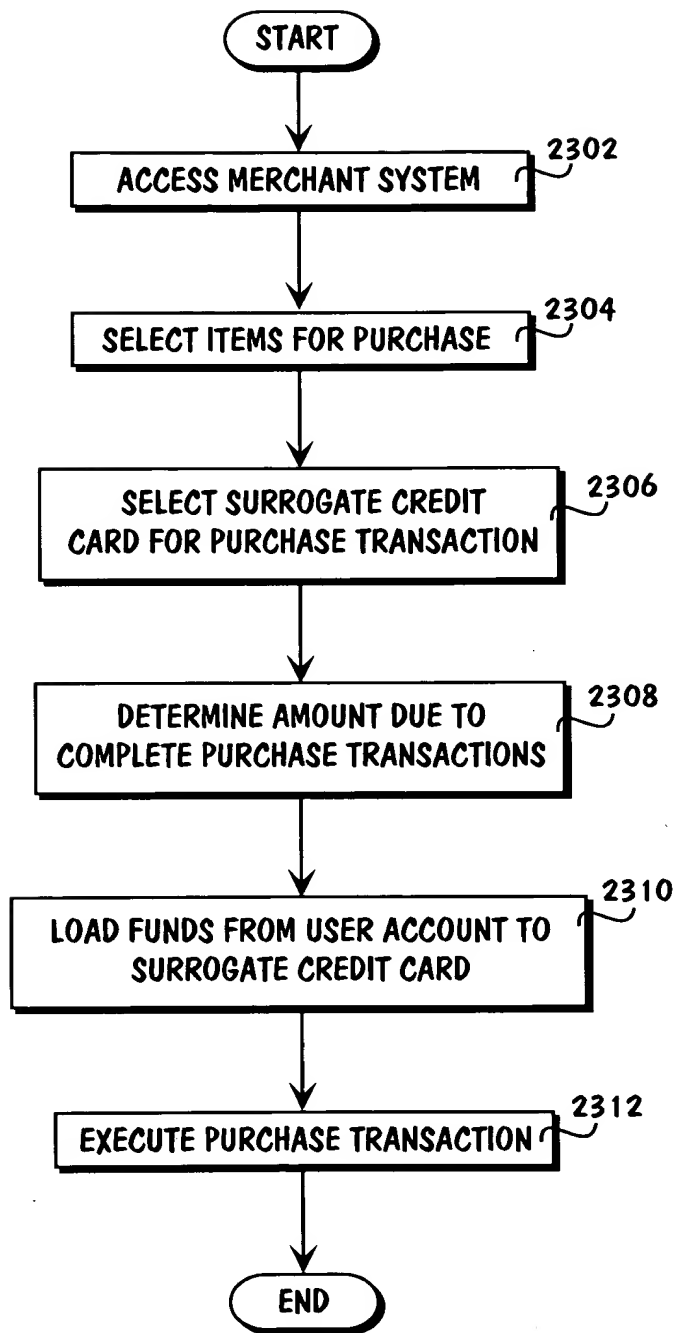 START
2302
ACCESS MERCHANT SYSTEM
2304
SELECT ITEMS FOR PURCHASE
2306
SELECT SURROGATE CREDIT
CARD FOR PURCHASE TRANSACTION
2308
DETERMINE AMOUNT DUE TO
COMPLETE PURCHASE TRANSACTIONS
2310
LOAD FUNDS FROM USER ACCOUNT TO
SURROGATE CREDIT CARD
2312
EXECUTE PURCHASE TRANSACTION
END